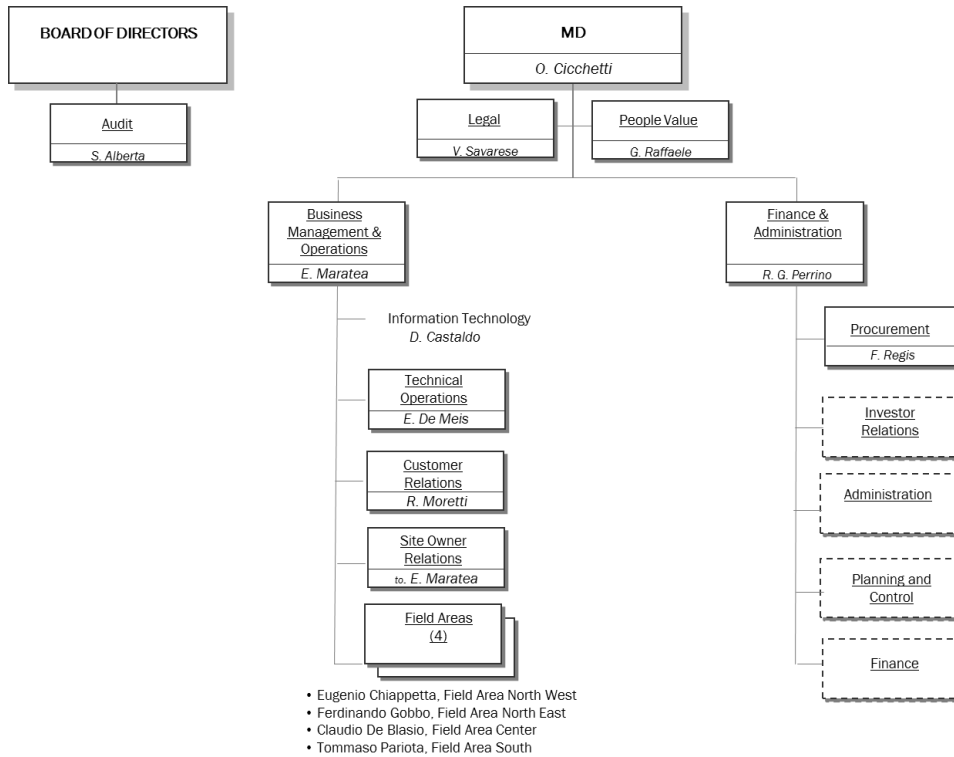 BOARD OF DIRECTORS
Audit
S. Alberta
MD
O. Cicchetti
Legal
V. Savarese
People Value
G. Raffaele
Business
Management &
Operations
E. Maratea
Finance &
Administration
R. G. Perrino
Information Technology
D. Castaldo
Technical
Operations
E. De Meis
Customer
Relations
R. Moretti
Site Owner
Relations
to. E. Maratea
Field Areas
(4)
• Eugenio Chiappetta, Field Area North West
• Ferdinando Gobbo, Field Area North East
• Claudio De Blasio, Field Area Center
• Tommaso Pariota, Field Area South
Procurement
F. Regis
Investor
Relations
Administration
Planning and
Control
Finance